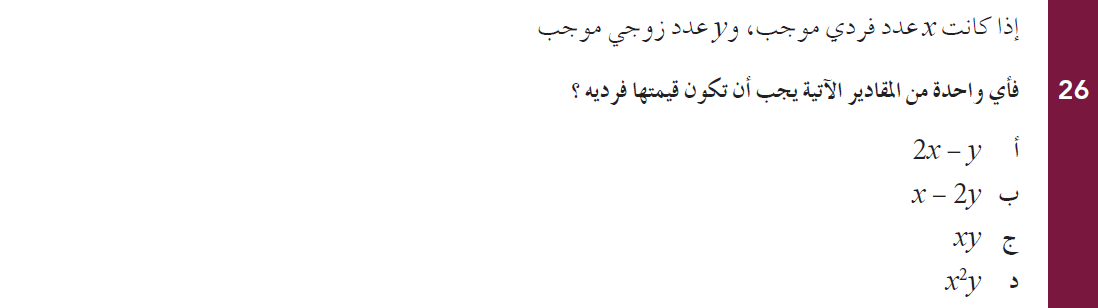 إذا كانت x عدد فردي موجب، و y عدد زوجي موجب
26 فأي واحدة من المقادير الآتية يجب أن تكون قيمتها فرديه ؟
أ 2x – y
ب x – 2y
ج xy
د x²y